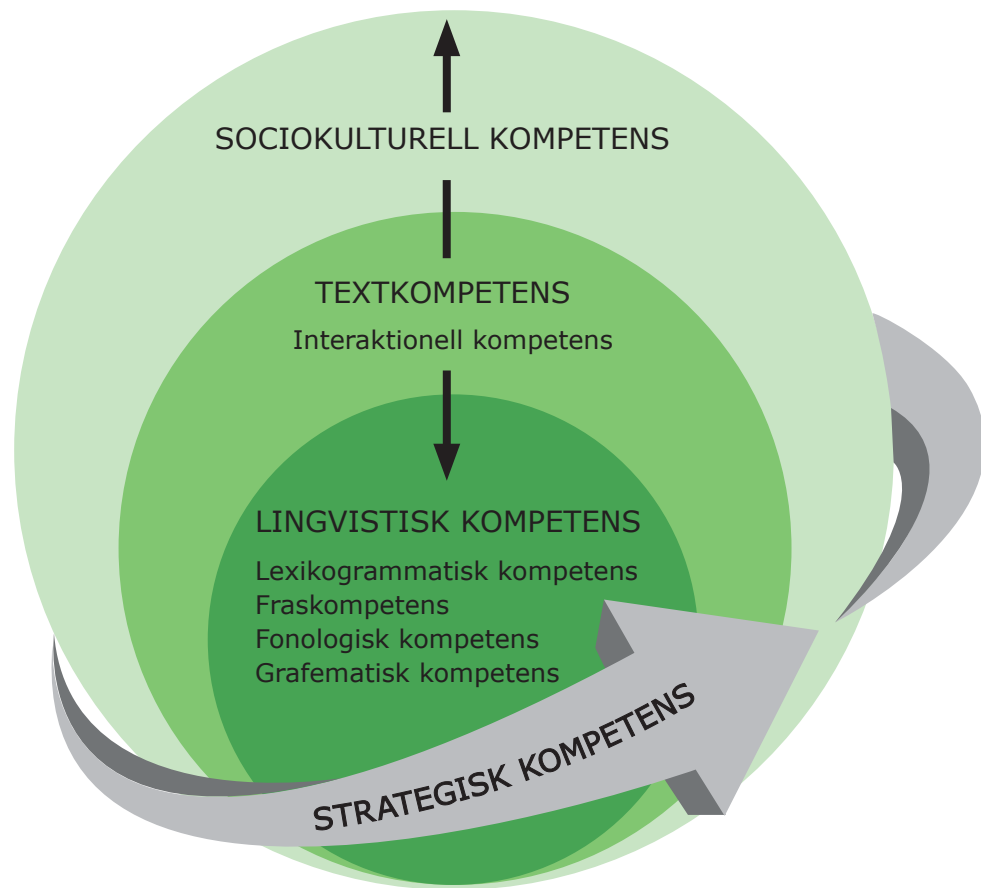 SOCIOKULTURELL KOMPETENS
TEXTKOMPETENS
Interaktionell kompetens
LINGVISTISK KOMPETENS
Lexikogrammatisk kompetens
Fraskompetens
Fonologisk kompetens
Grafematisk kompetens
STRATEGISK KOMPETENS